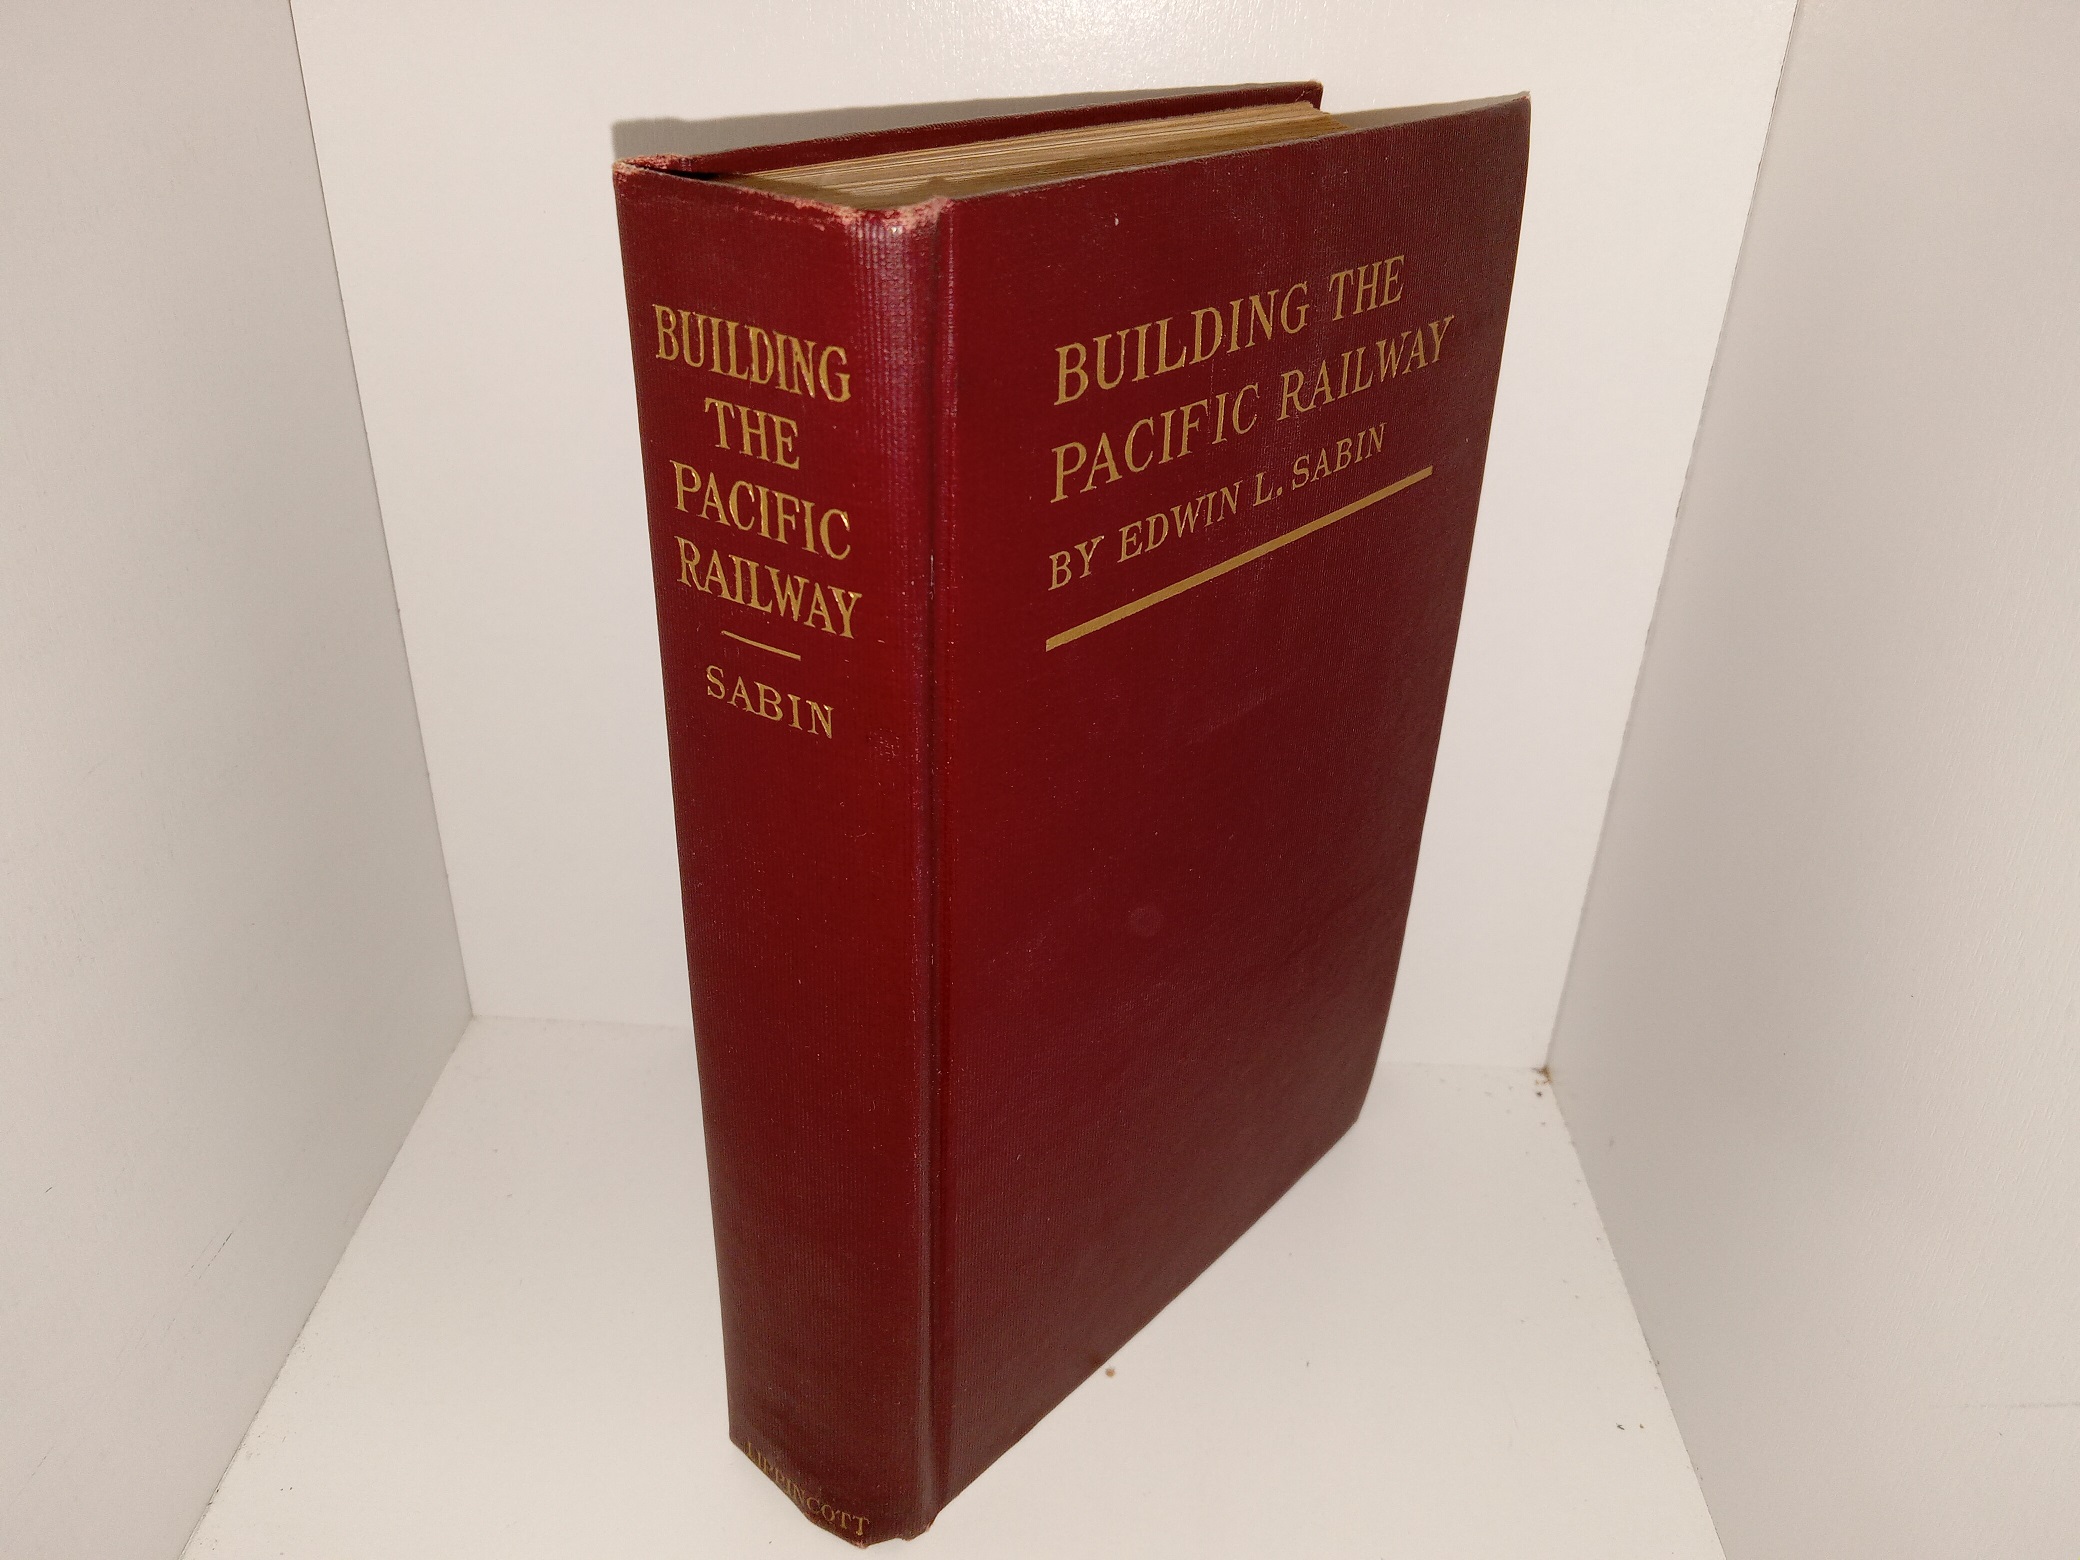 BUILDING
THE
PACIFIC
RAILWAY
SABIN
LIPPINCOTT
BUILDING THE
PACIFIC RAILWAY
BY EDWIN L. SABIN